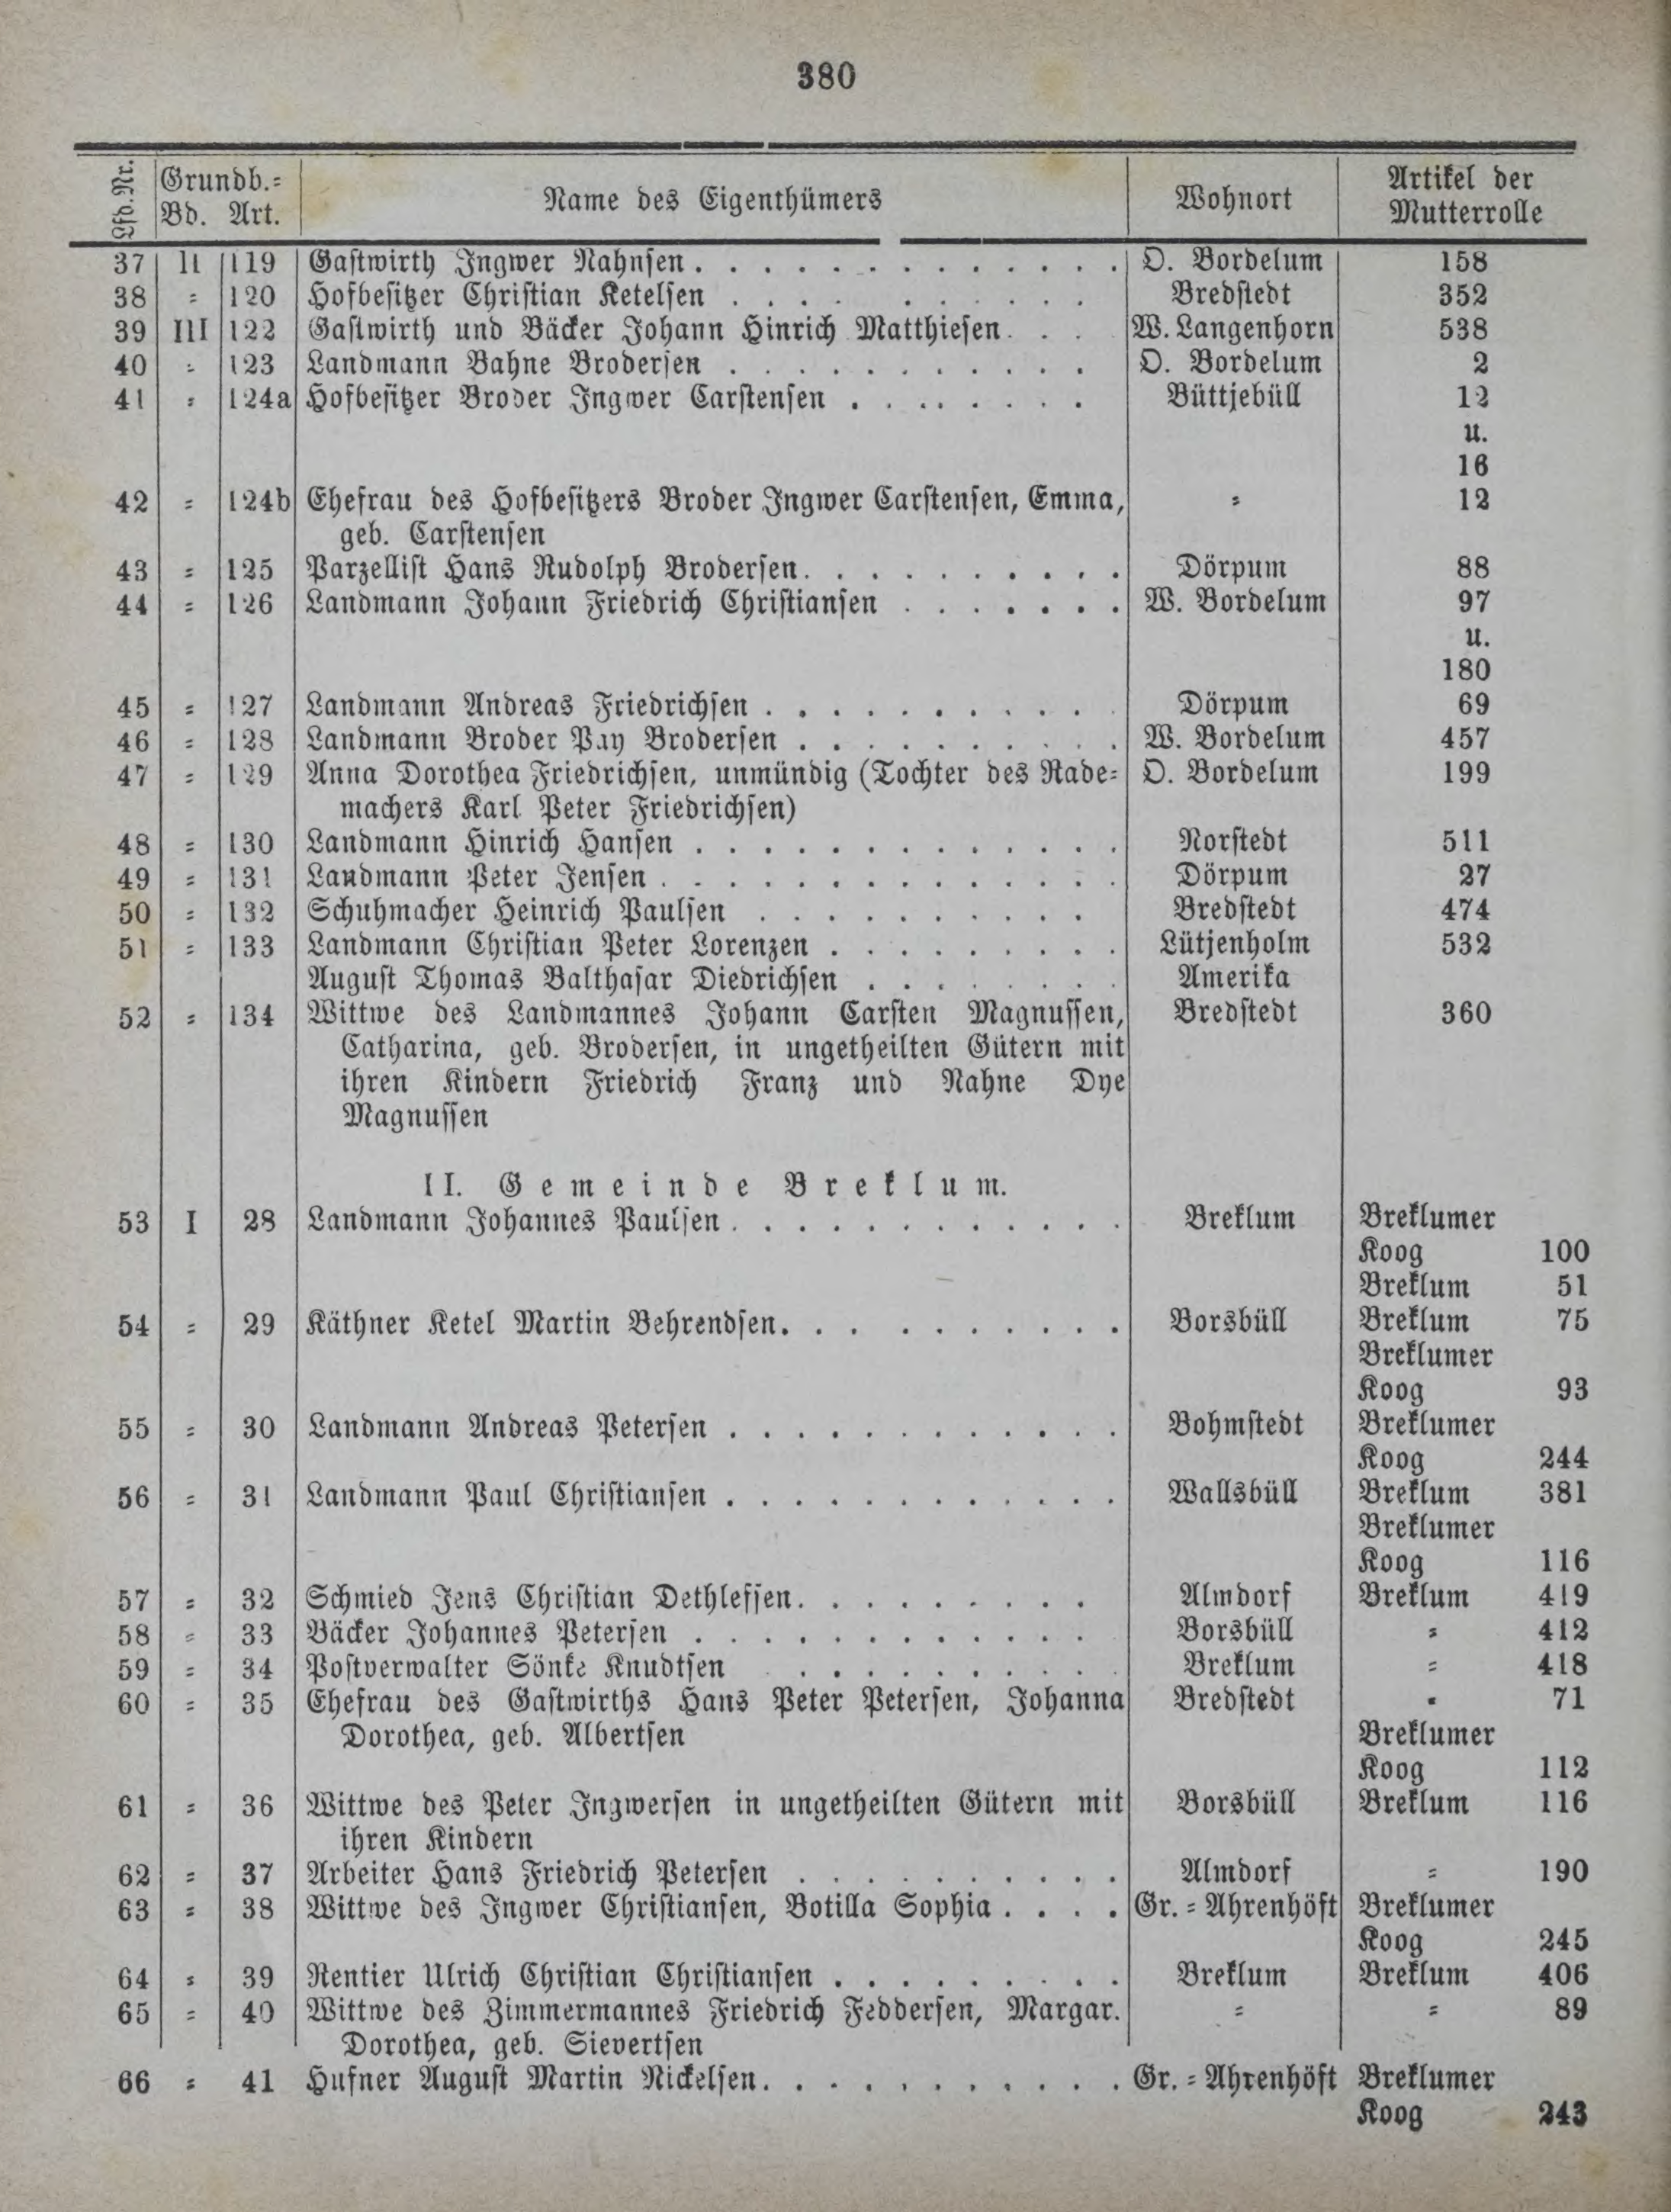 380
Lfd. Nr. Grundb.= Name des Eigenthümers Wohnort Artikel der
Bd. Art. Mutterrolle
37 II 119 Gastwirth Ingwer Nahnsen . . . . . . . . . . . . . O. Bordelum 158
38 = 120 Hofbesitzer Christian Ketelsen . . . . . . . . . . Bredstedt 352
39 III 122 Gastwirth und Bäcker Johann Hinrich Matthiesen . . . W. Langenhorn 538
40 = 123 Landmann Bahne Brodersen . . . . . . . . . . . O. Bordelum 2
41 = 124a Hofbesitzer Broder Ingwer Carstensen . . . . . . . . Büttjebüll 12
u.
16
42 = 124b Ehefrau des Hofbesitzers Broder Ingwer Carstensen, Emma, = 12
geb. Carstensen
43 = 125 Parzellist Hans Rudolph Brodersen . . . . . . . . . . Dörpum 88
44 = 126 Landmann Johann Friedrich Christiansen . . . . . . . W. Bordelum 97
u.
180
45 = 127 Landmann Andreas Friedrichsen . . . . . . . . . . . Dörpum 69
46 = 128 Landmann Broder Pay Brodersen . . . . . . . . . . W. Bordelum 457
47 = 129 Anna Dorothea Friedrichsen, unmündig (Tochter des Rade= O. Bordelum 199
machers Karl Peter Friedrichsen)
48 = 130 Landmann Hinrich Hansen . . . . . . . . . . . . . Norstedt 511
49 = 131 Landmann Peter Jensen . . . . . . . . . . . . . . Dörpum 27
50 = 132 Schuhmacher Heinrich Paulsen . . . . . . . . . . Bredstedt 474
51 = 133 Landmann Christian Peter Lorenzen . . . . . . . . . Lütjenholm 532
August Thomas Balthasar Diedrichsen . . . . . . . . Amerika
52 = 134 Wittwe des Landmannes Johann Carsten Magnussen, Bredstedt 360
Catharina, geb. Brodersen, in ungetheilten Gütern mit
ihren Kindern Friedrich Franz und Nahne Dye
Magnussen
II. Gemeinde Breklum.
53 I 28 Landmann Johannes Paulsen . . . . . . . . . . . . Breklum Breklumer
Koog 100
Breklum 51
54 = 29 Käthner Ketel Martin Behrendsen . . . . . . . . . . . Borsbüll Breklum 75
Breklumer
Koog 93
55 = 30 Landmann Andreas Petersen . . . . . . . . . . . . Bohmstedt Breklumer
Koog 244
56 = 31 Landmann Paul Christiansen . . . . . . . . . . . . Wallsbüll Breklum 381
Breklumer
Koog 116
57 = 32 Schmied Jens Christian Dethlefsen . . . . . . . . . Almdorf Breklum 419
58 = 33 Bäcker Johannes Petersen . . . . . . . . . . . . Borsbüll = 412
59 = 34 Postverwalter Sönke Knudtsen . . . . . . . . . . Breklum = 418
60 = 35 Ehefrau des Gastwirths Hans Peter Petersen, Johanna Bredstedt = 71
Dorothea, geb. Albertsen Breklumer
Koog 112
61 = 36 Wittwe des Peter Ingwersen in ungetheilten Gütern mit Borsbüll Breklum 116
ihren Kindern
62 = 37 Arbeiter Hans Friedrich Petersen . . . . . . . . . . Almdorf = 190
63 = 38 Wittwe des Ingwer Christiansen, Botilla Sophia . . . . Gr.=Ahrenhöft Breklumer
Koog 245
64 = 39 Rentier Ulrich Christian Christiansen . . . . . . . . . Breklum Breklum 406
65 = 40 Wittwe des Zimmermannes Friedrich Feddersen, Margar. = = 89
Dorothea, geb. Sievertsen
66 = 41 Hufner August Martin Nickelsen . . . . . . . . . . . Gr.=Ahrenhöft Breklumer
Koog 243